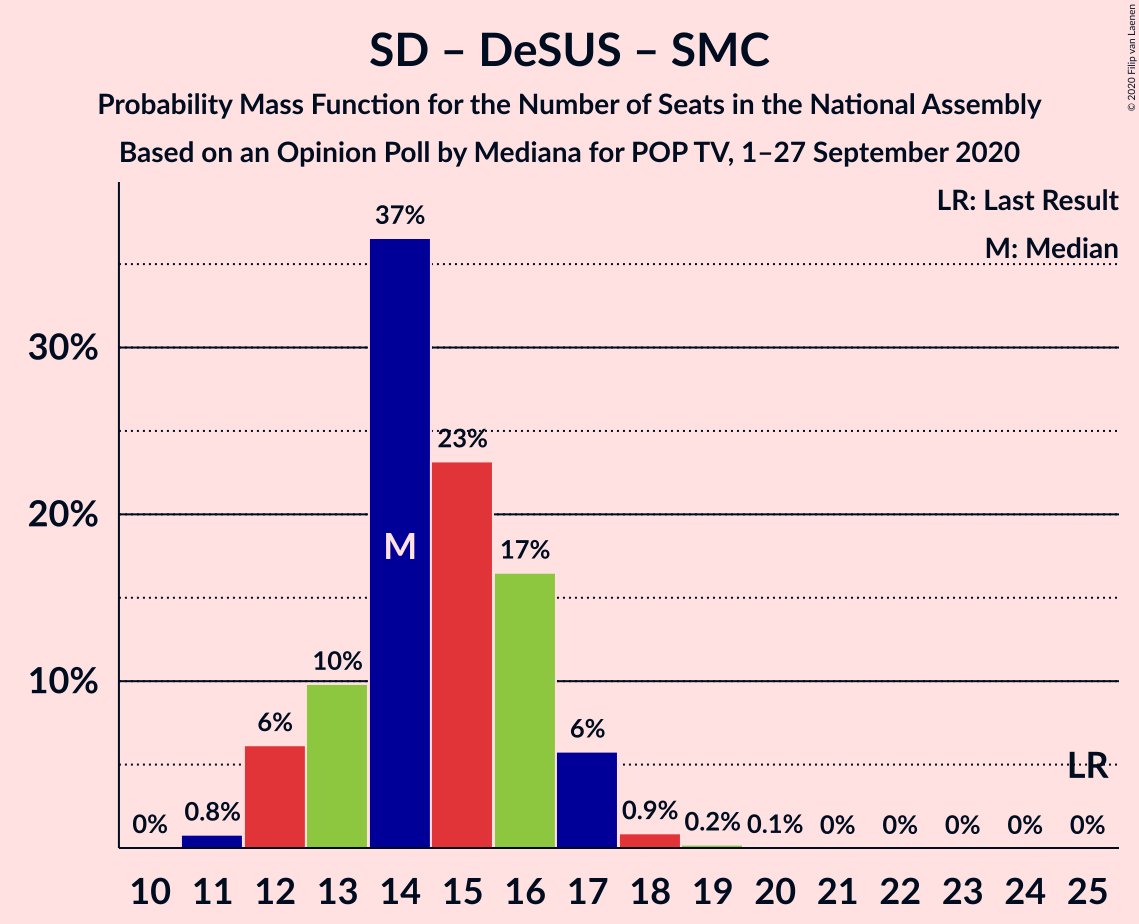 SD – DeSUS – SMC
Probability Mass Function for the Number of Seats in the National Assembly
Based on an Opinion Poll by Mediana for POP TV, 1–27 September 2020
© 2020 Filip van Laenen
LR: Last Result
M: Median
37%
30%
23%
20%
M
17%
10%
10%
6%
6%
LR
0%
0.8%
0.9%
0.2%
0.1%
0%
0%
0%
0%
0%
10 11 12 13 14 15 16 17 18 19 20 21 22 23 24 25